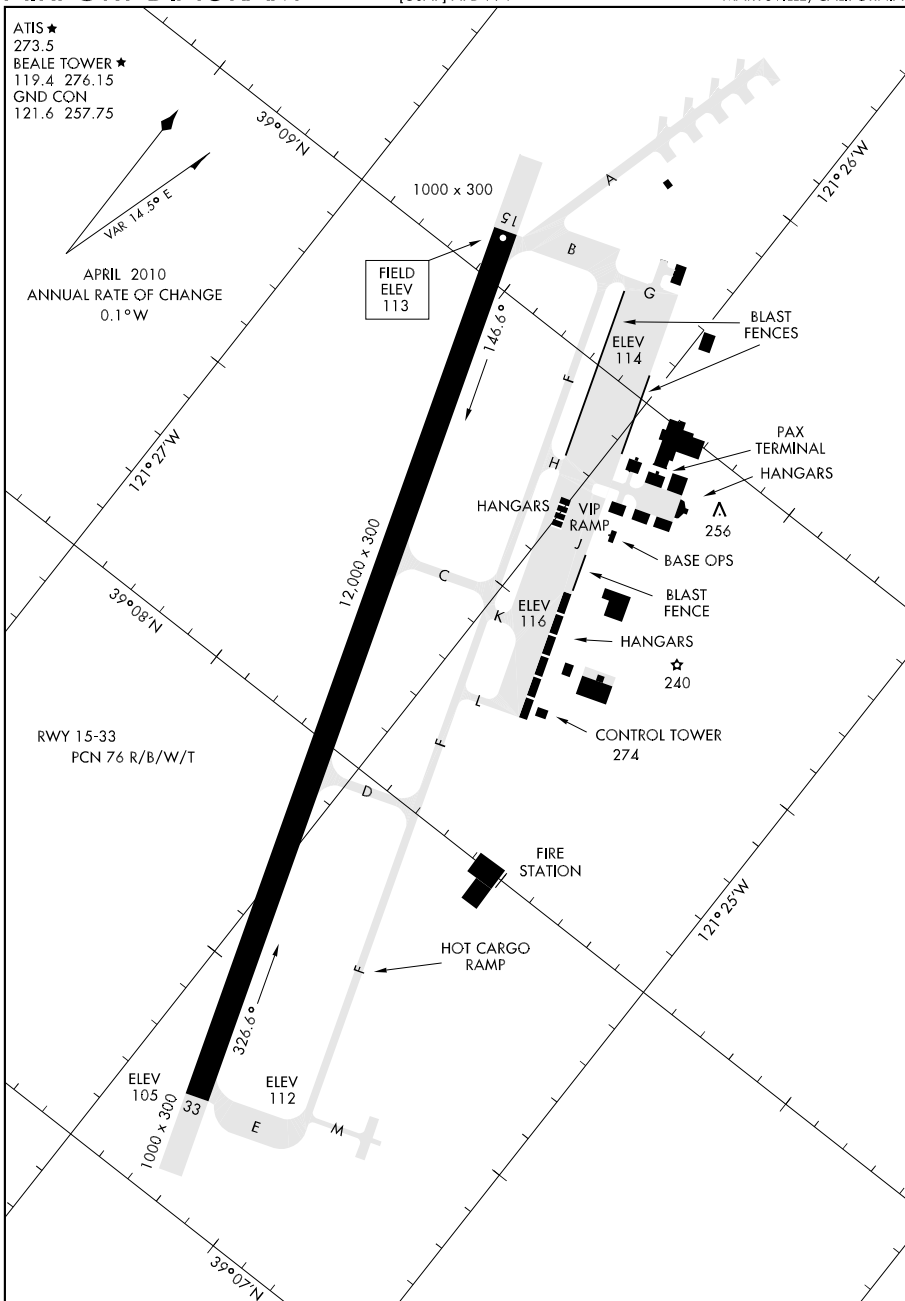 ATIS ★
273.5
BEALE TOWER ★
119.4 276.15
GND CON
121.6 257.75
VAR 14.5° E
APRIL 2010
ANNUAL RATE OF CHANGE
0.1° W
39°09'N
121°26'W
1000 x 300
15
A
B
FIELD
ELEV
113
G
146.6°
ELEV
114
BLAST
FENCES
F
121°27'W
PAX
TERMINAL
H
HANGARS
HANGARS
VIP
RAMP
256
J
BASE OPS
12,000 x 300
C
BLAST
FENCE
39°08'N
K
ELEV
116
HANGARS
240
L
RWY 15-33
PCN 76 R/B/W/T
F
CONTROL TOWER
274
D
FIRE
STATION
121°25'W
HOT CARGO
RAMP
F
326.6°
ELEV
105
ELEV
112
33
1000 x 300
E
M
39°07'N